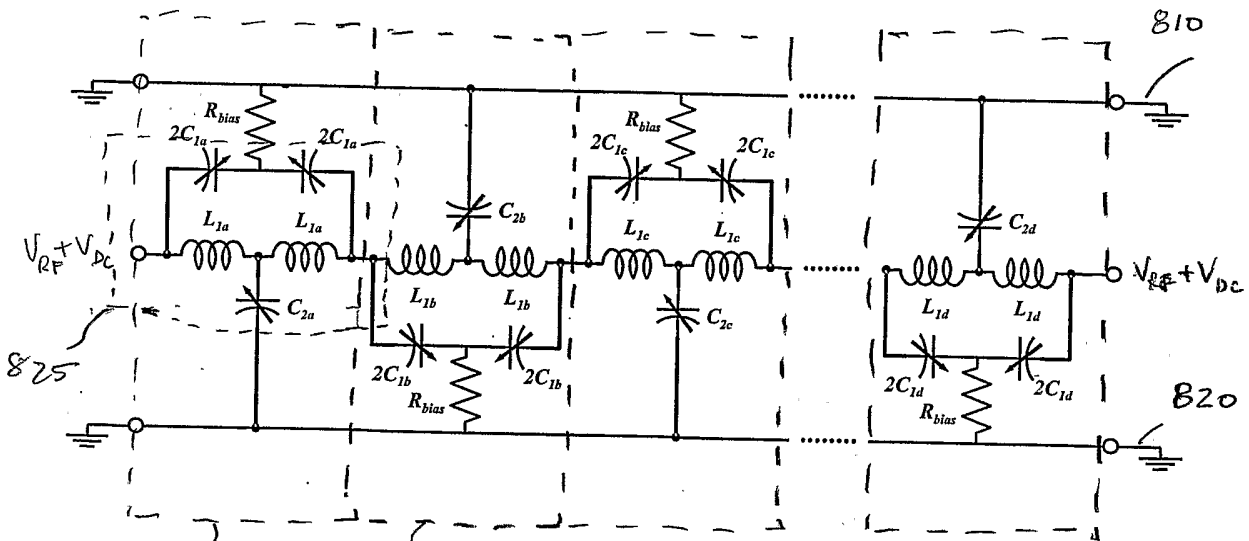 810
R_bias
R_bias
2C_1a 2C_1a
2C_1c 2C_1c
C_2b
C_2d
L_1a L_1a
L_1c L_1c
V_RF+V_DC
V_RF+V_DC
L_1b L_1b
L_1d L_1d
C_2a
C_2c
825
2C_1b 2C_1b
2C_1d 2C_1d
R_bias
R_bias
820